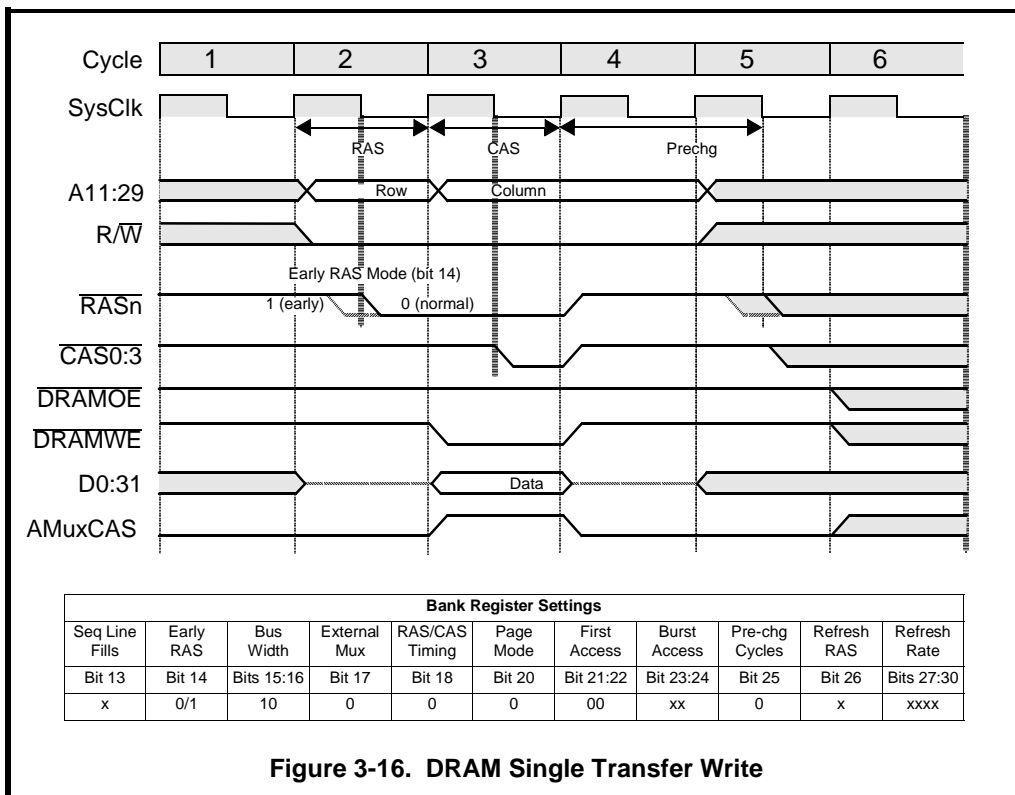 Cycle 1 2 3 4 5 6
SysClk
RAS CAS Prechg
A11:29 Row Column
R/W̅
Early RAS Mode (bit 14)
R̅A̅S̅n̅ 1 (early) 0 (normal)
C̅A̅S̅0̅:̅3̅
D̅R̅A̅M̅O̅E̅
D̅R̅A̅M̅W̅E̅
D0:31 Data
AMuxCAS
Bank Register Settings
Seq Line Fills Early RAS Bus Width External Mux RAS/CAS Timing Page Mode First Access Burst Access Pre-chg Cycles Refresh RAS Refresh Rate
Bit 13 Bit 14 Bits 15:16 Bit 17 Bit 18 Bit 20 Bit 21:22 Bit 23:24 Bit 25 Bit 26 Bits 27:30
x 0/1 10 0 0 0 00 xx 0 x xxxx
Figure 3-16. DRAM Single Transfer Write